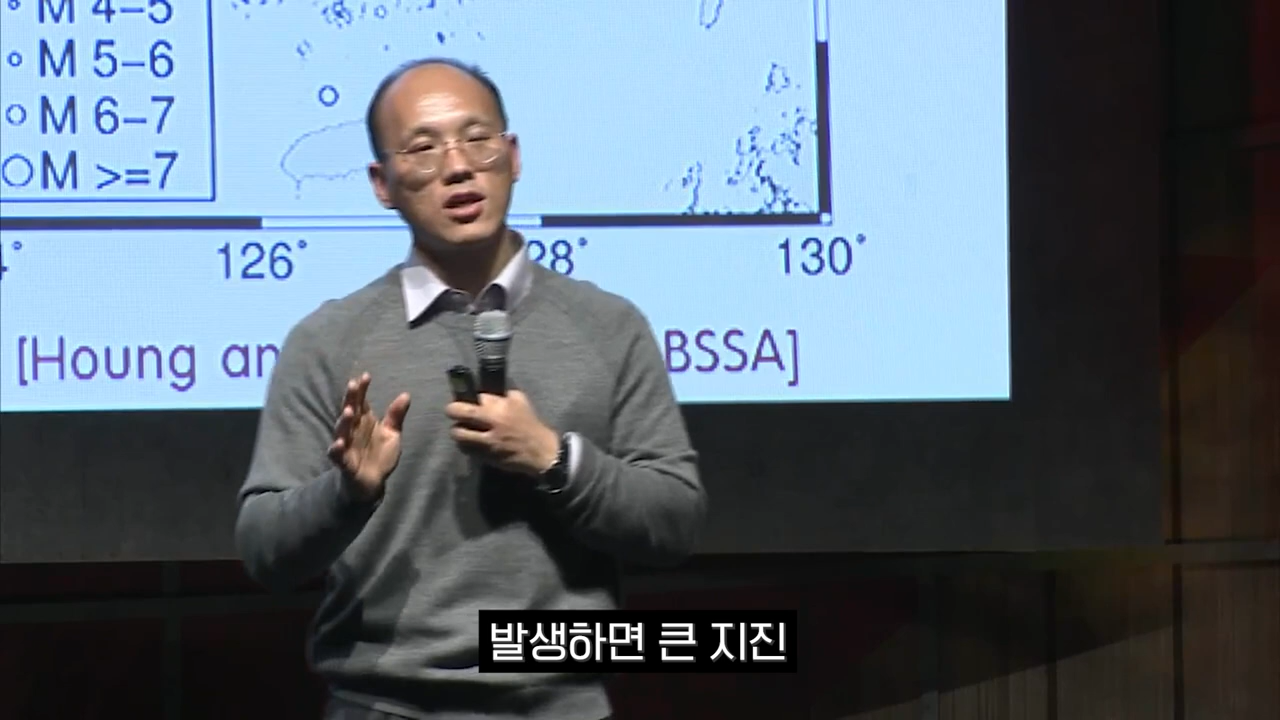 M 4-5
M 5-6
M 6-7
M >=7
126°
28°
130°
[Houng an
BSSA]
발생하면 큰 지진